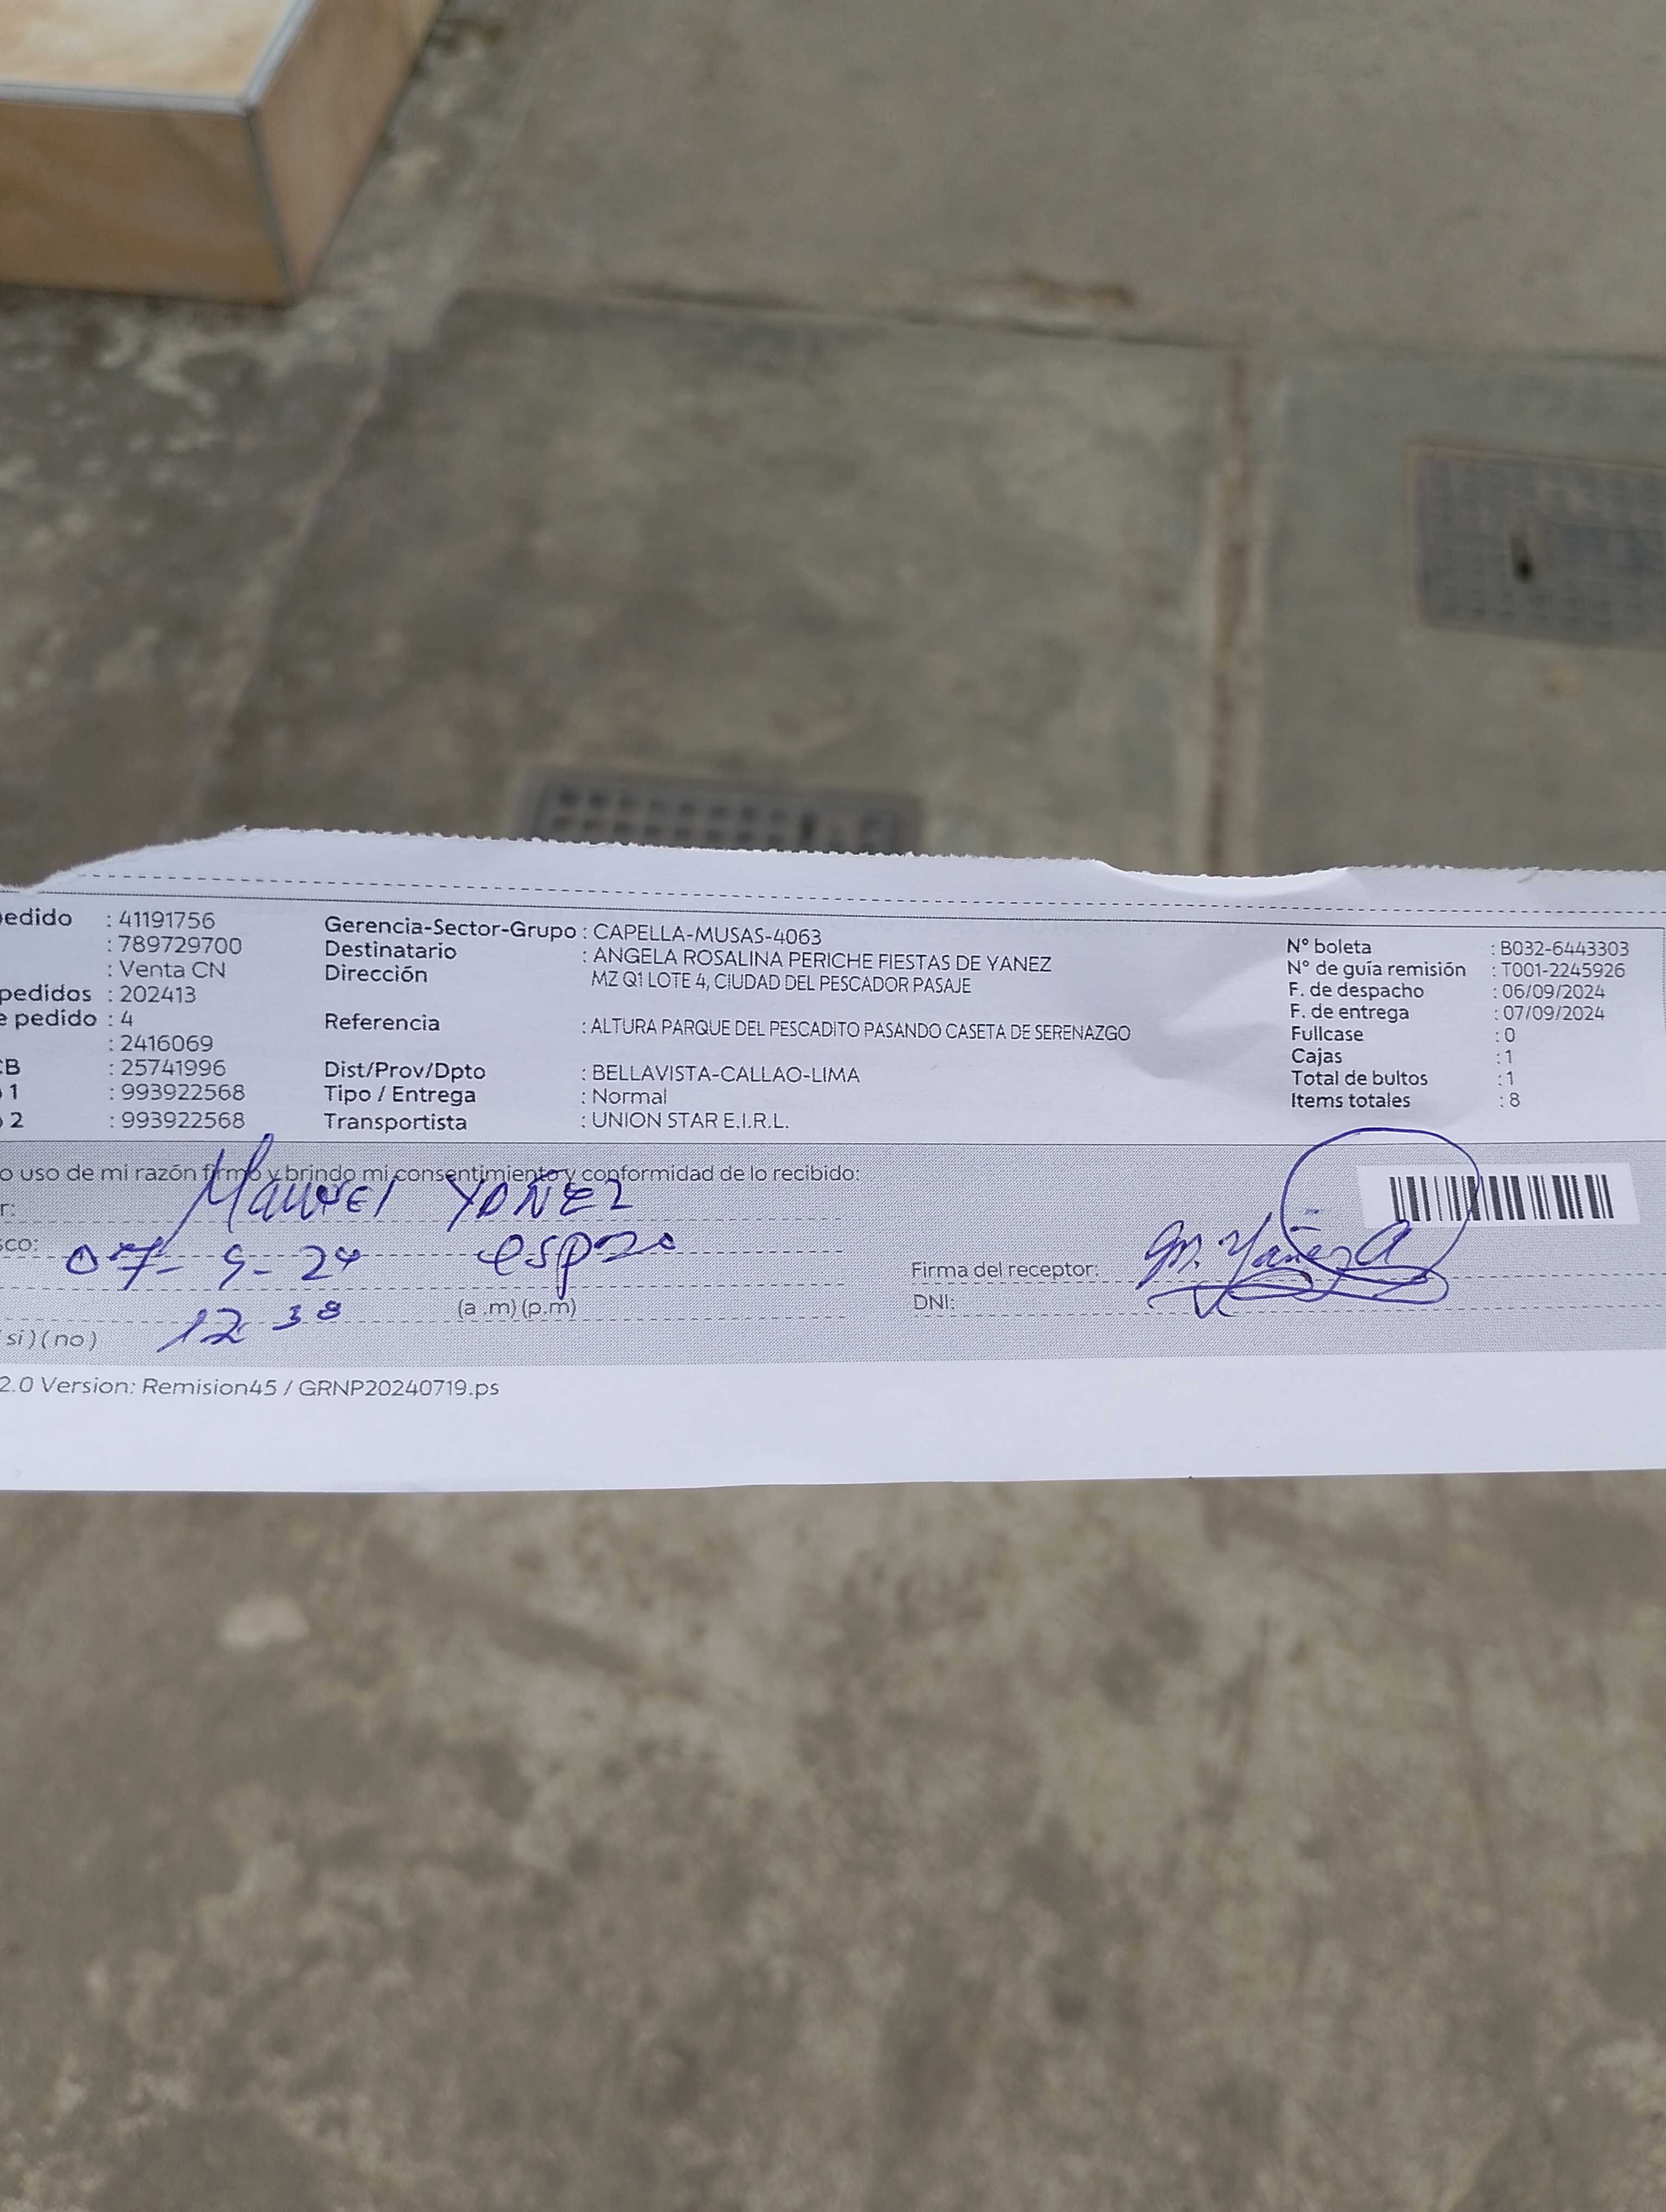 edido : 41191756 Gerencia-Sector-Grupo : CAPELLA-MUSAS-4063 N° boleta : B032-6443303
: 789729700 Destinatario : ANGELA ROSALINA PERICHE FIESTAS DE YANEZ N° de guía remisión : T001-2245926
: Venta CN Dirección MZ Q1 LOTE 4, CIUDAD DEL PESCADOR PASAJE F. de despacho : 06/09/2024
pedidos : 202413 F. de entrega : 07/09/2024
e pedido : 4 Referencia : ALTURA PARQUE DEL PESCADITO PASANDO CASETA DE SERENAZGO Fullcase : 0
: 2416069 Cajas : 1
CB : 25741996 Dist/Prov/Dpto : BELLAVISTA-CALLAO-LIMA Total de bultos : 1
1 : 993922568 Tipo / Entrega : Normal Items totales : 8
2 : 993922568 Transportista : UNION STAR E.I.R.L.
o uso de mi razón firmo y brindo mi consentimiento y conformidad de lo recibido:
r: Manuel YAÑEZ
sco: 07-9-24 espozo
Firma del receptor: M. Yañez A
12 38 (a .m) (p.m) DNI:
si ) ( no )
2.0 Version: Remision45 / GRNP20240719.ps